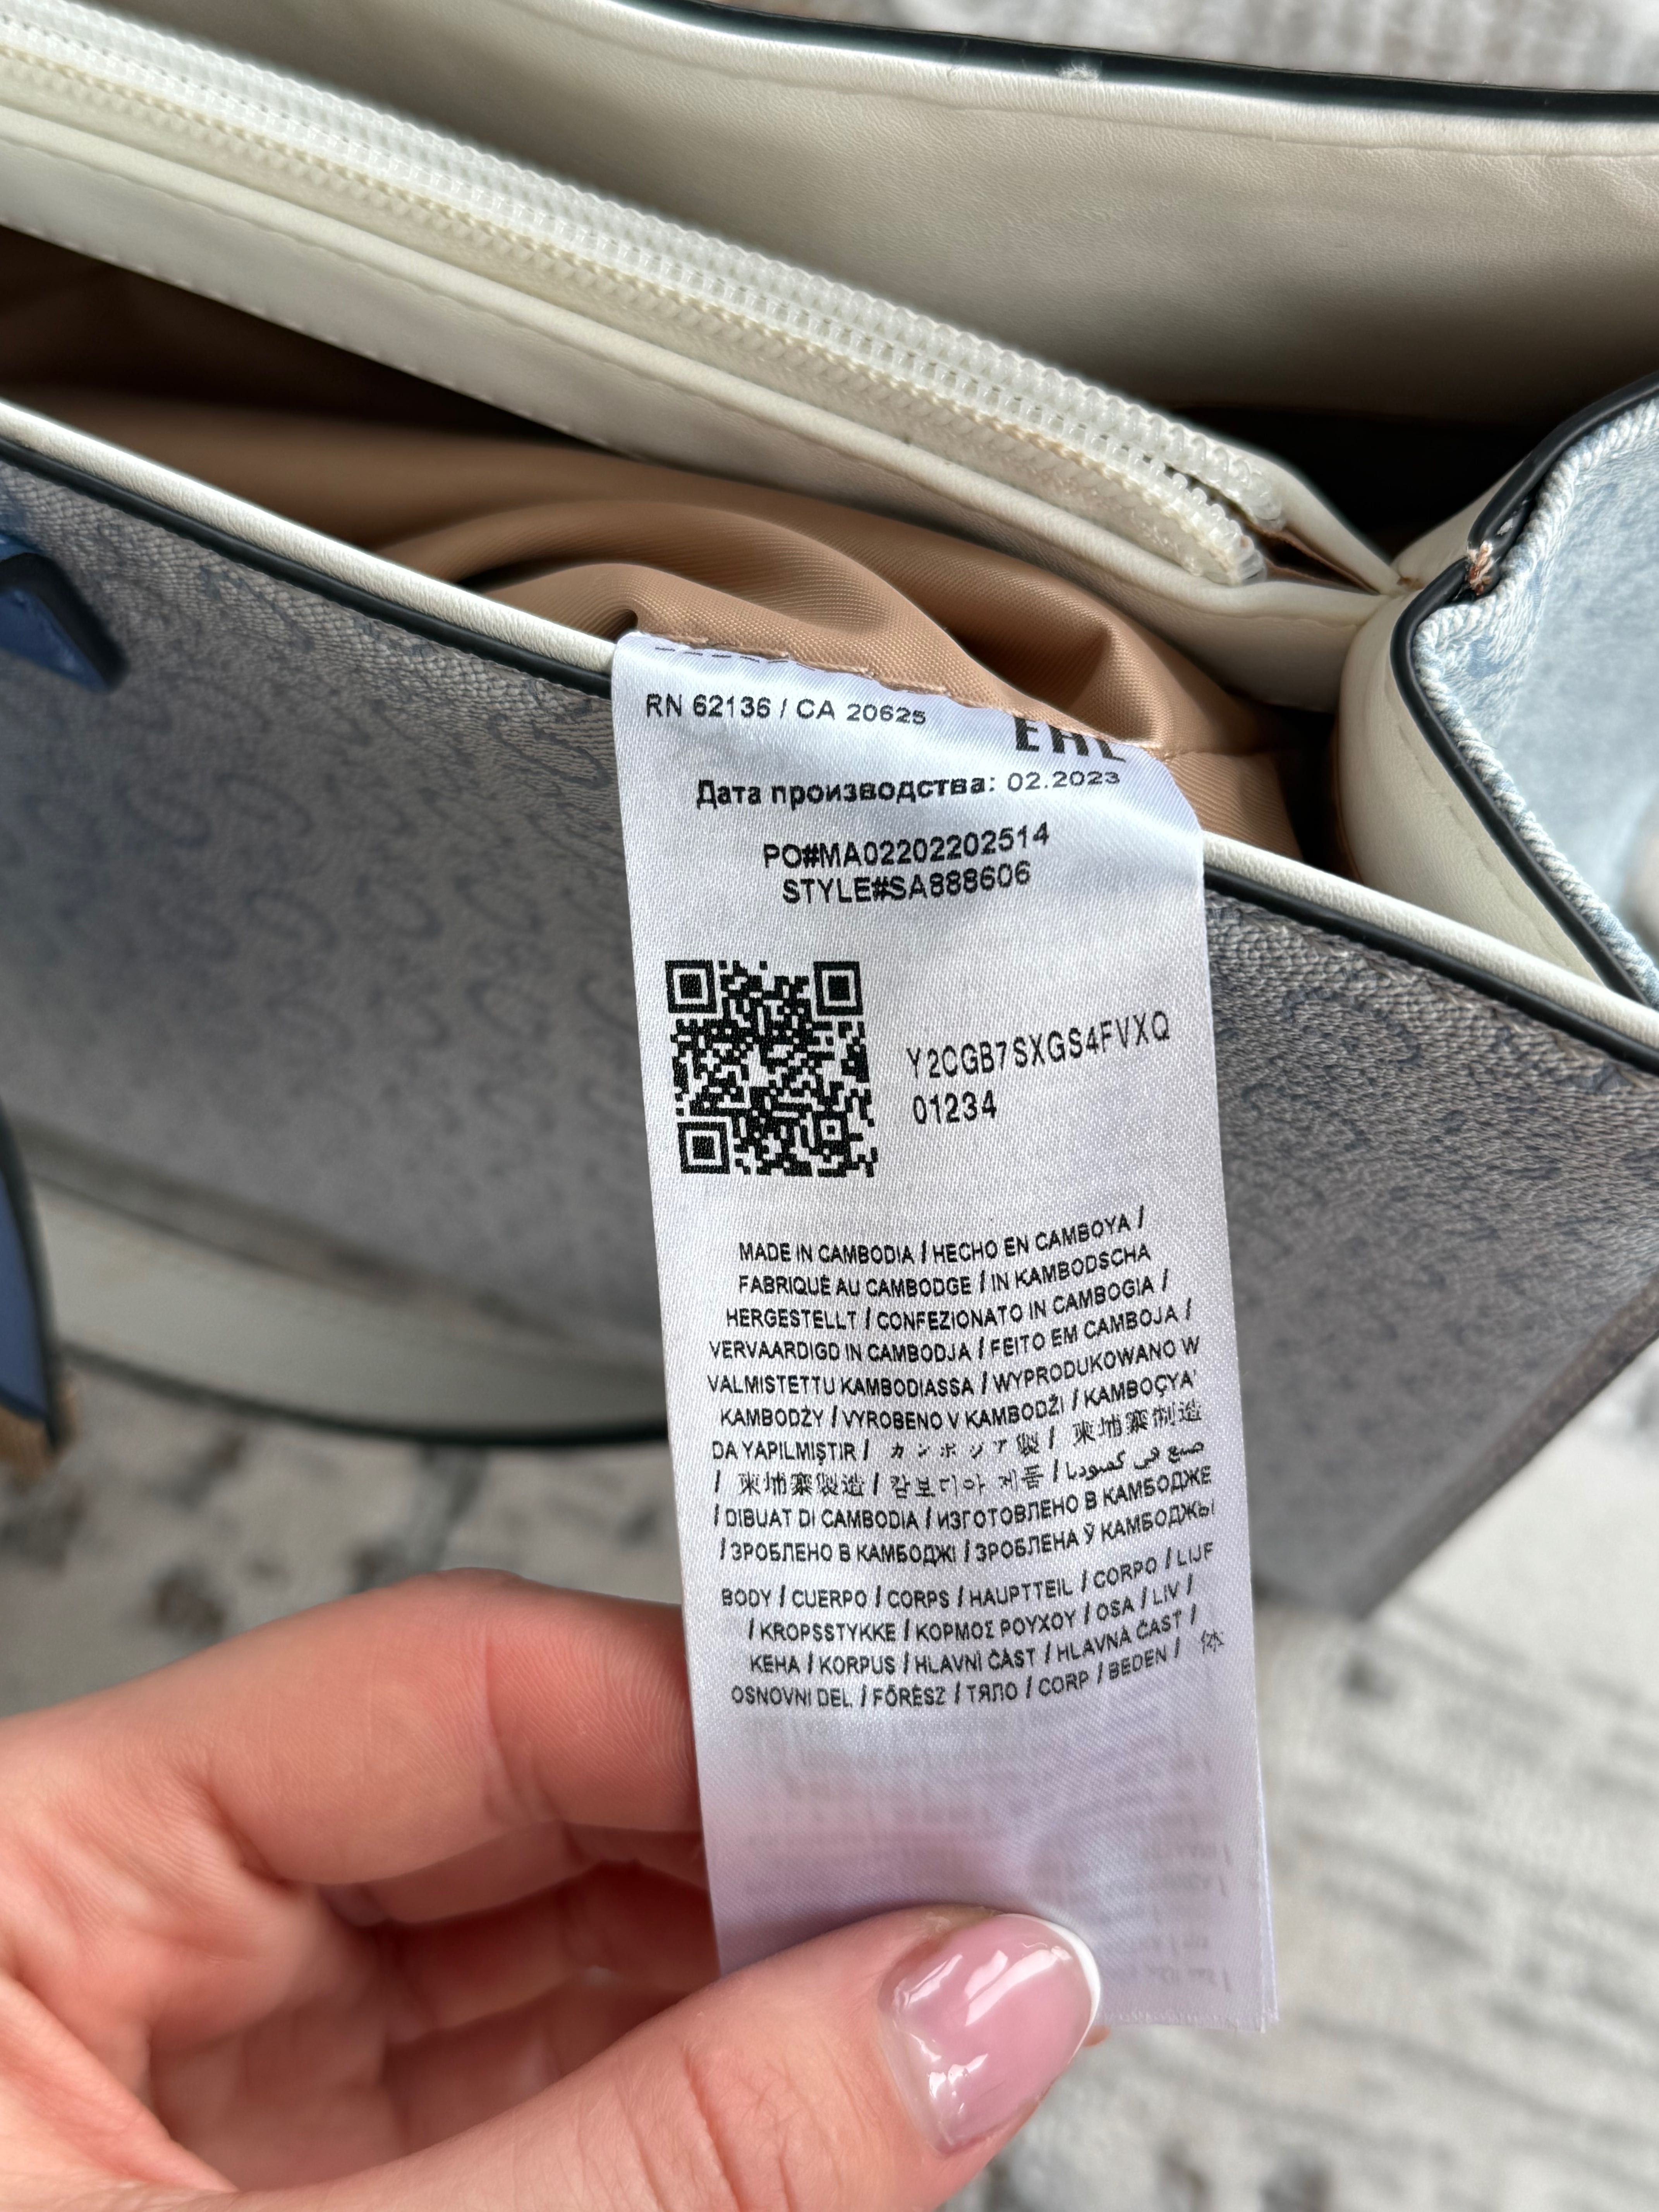 RN 62136 / CA 20625
EAC
Дата производства: 02.2023
PO#MA02202202514
STYLE#SA888606
Y2CGB7SXGS4FVXQ
01234
MADE IN CAMBODIA / HECHO EN CAMBOYA /
FABRIQUÉ AU CAMBODGE / IN KAMBODSCHA
HERGESTELLT / CONFEZIONATO IN CAMBOGIA /
VERVAARDIGD IN CAMBODJA / FEITO EM CAMBOJA /
VALMISTETTU KAMBODIASSA / WYPRODUKOWANO W
KAMBODŻY / VYROBENO V KAMBODŽI / KAMBOÇYA'
DA YAPILMIŞTIR / カンボジア製 / 柬埔寨制造
/ 柬埔寨製造 / 캄보디아 제품 / صنع في كمبوديا
/ DIBUAT DI CAMBODIA / ИЗГОТОВЛЕНО В КАМБОДЖЕ
/ ЗРОБЛЕНО В КАМБОДЖІ / ЗРОБЛЕНА Ў КАМБОДЖЫ
BODY / CUERPO / CORPS / HAUPTTEIL / CORPO / LIJF
/ KROPSSTYKKE / ΚΟΡΜΟΣ ΡΟΥΧΟΥ / OSA / LIV /
KEHA / KORPUS / HLAVNÍ ČÁST / HLAVNÁ ČASŤ /
OSNOVNI DEL / FŐRÉSZ / ТЯЛО / CORP / BEDEN / 体